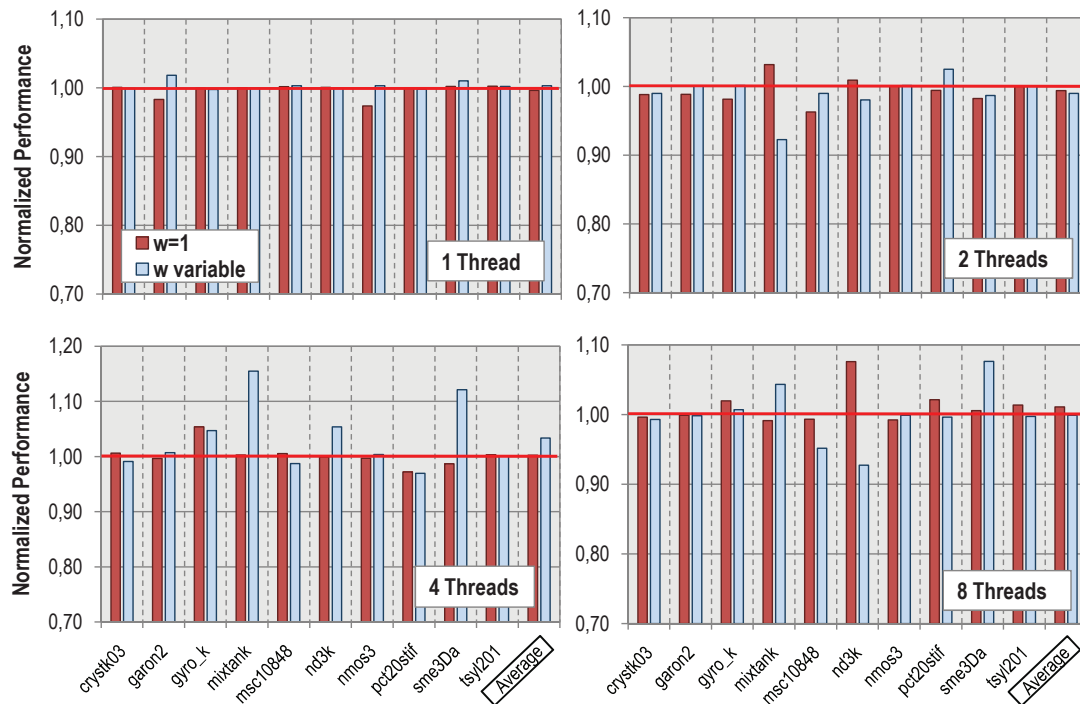 1,10
1,00
0,90
0,80
0,70
Normalized Performance
w=1
w variable
1 Thread
1,10
1,00
0,90
0,80
0,70
2 Threads
1,20
1,10
1,00
0,90
0,80
0,70
Normalized Performance
4 Threads
crystk03
garon2
gyro_k
mixtank
msc10848
nd3k
nmos3
pct20stif
sme3Da
tsyl201
Average
1,10
1,00
0,90
0,80
0,70
8 Threads
crystk03
garon2
gyro_k
mixtank
msc10848
nd3k
nmos3
pct20stif
sme3Da
tsyl201
Average